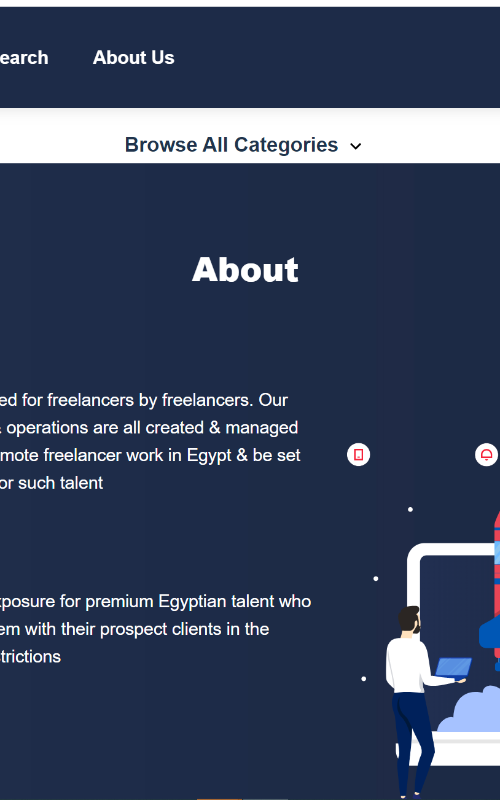 earch About Us
Browse All Categories
About
ed for freelancers by freelancers. Our
operations are all created & managed
mote freelancer work in Egypt & be set
or such talent
xposure for premium Egyptian talent who
em with their prospect clients in the
trictions